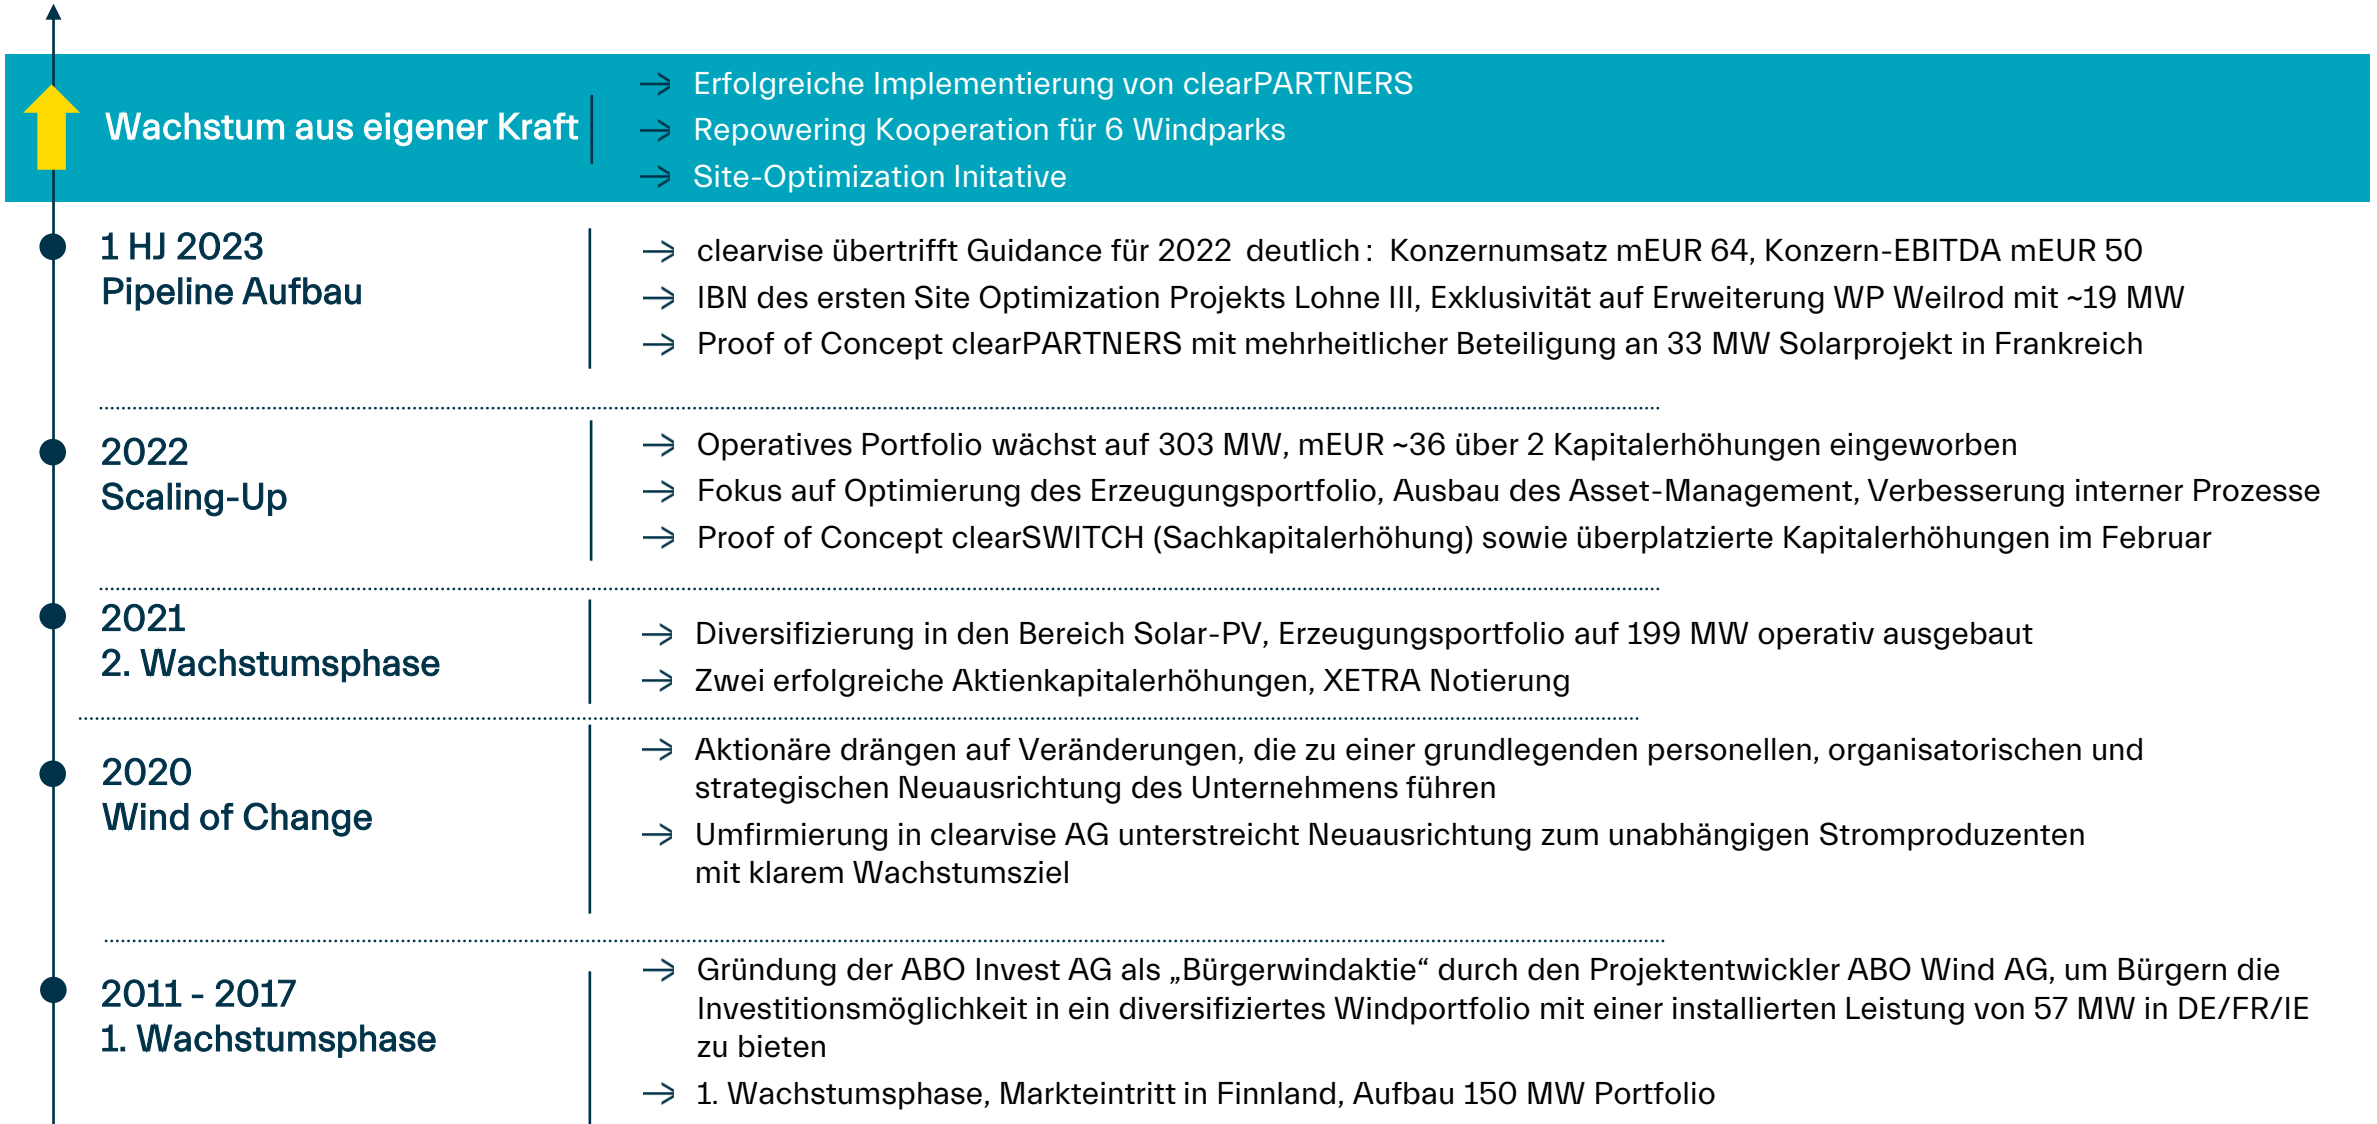 Wachstum aus eigener Kraft
Erfolgreiche Implementierung von clearPARTNERS
Repowering Kooperation für 6 Windparks
Site-Optimization Initative
1 HJ 2023
Pipeline Aufbau
clearvise übertrifft Guidance für 2022 deutlich: Konzernumsatz mEUR 64, Konzern-EBITDA mEUR 50
IBN des ersten Site Optimization Projekts Lohne III, Exklusivität auf Erweiterung WP Weilrod mit ~19 MW
Proof of Concept clearPARTNERS mit mehrheitlicher Beteiligung an 33 MW Solarprojekt in Frankreich
2022
Scaling-Up
Operatives Portfolio wächst auf 303 MW, mEUR ~36 über 2 Kapitalerhöhungen eingeworben
Fokus auf Optimierung des Erzeugungsportfolio, Ausbau des Asset-Management, Verbesserung interner Prozesse
Proof of Concept clearSWITCH (Sachkapitalerhöhung) sowie überplatzierte Kapitalerhöhungen im Februar
2021
2. Wachstumsphase
Diversifizierung in den Bereich Solar-PV, Erzeugungsportfolio auf 199 MW operativ ausgebaut
Zwei erfolgreiche Aktienkapitalerhöhungen, XETRA Notierung
2020
Wind of Change
Aktionäre drängen auf Veränderungen, die zu einer grundlegenden personellen, organisatorischen und
strategischen Neuausrichtung des Unternehmens führen
Umfirmierung in clearvise AG unterstreicht Neuausrichtung zum unabhängigen Stromproduzenten
mit klarem Wachstumsziel
2011 - 2017
1. Wachstumsphase
Gründung der ABO Invest AG als „Bürgerwindaktie“ durch den Projektentwickler ABO Wind AG, um Bürgern die
Investitionsmöglichkeit in ein diversifiziertes Windportfolio mit einer installierten Leistung von 57 MW in DE/FR/IE
zu bieten
1. Wachstumsphase, Markteintritt in Finnland, Aufbau 150 MW Portfolio